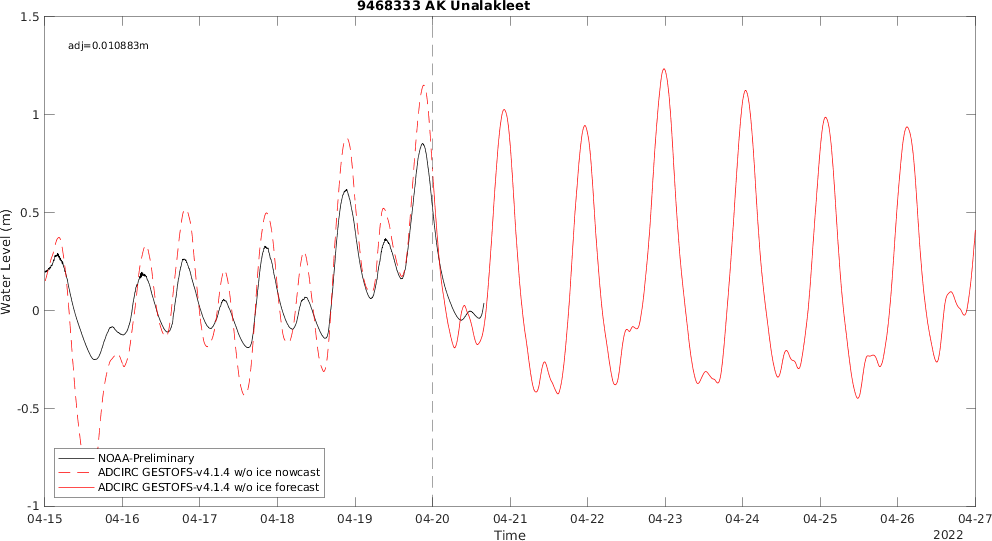 9468333 AK Unalakleet
adj=0.010883m
Water Level (m)
1.5
1
0.5
0
-0.5
-1
NOAA-Preliminary
ADCIRC GESTOFS-v4.1.4 w/o ice nowcast
ADCIRC GESTOFS-v4.1.4 w/o ice forecast
04-15 04-16 04-17 04-18 04-19 04-20 04-21 04-22 04-23 04-24 04-25 04-26 04-27
Time
2022